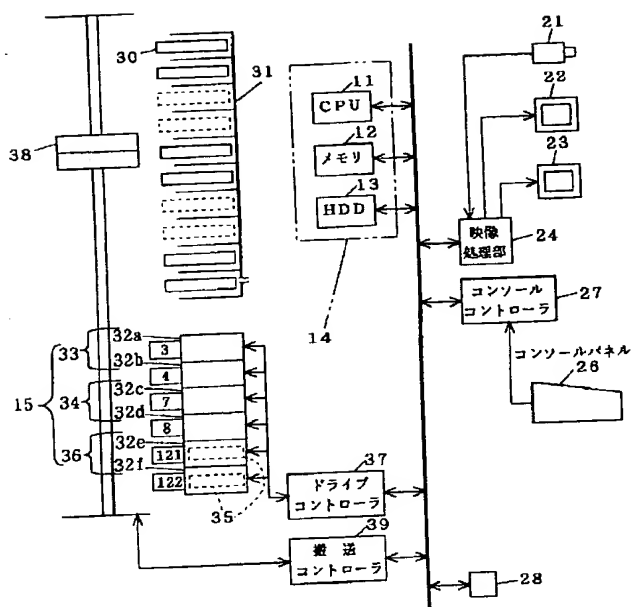 30
31
38
11
CPU
12
メモリ
13
HDD
14
21
22
23
映像
処理部
24
コンソール
コントローラ
27
コンソールパネル
26
15
33
34
36
32a
32b
32c
32d
32e
32f
3
4
7
8
121
122
35
37
ドライブ
コントローラ
39
搬送
コントローラ
28